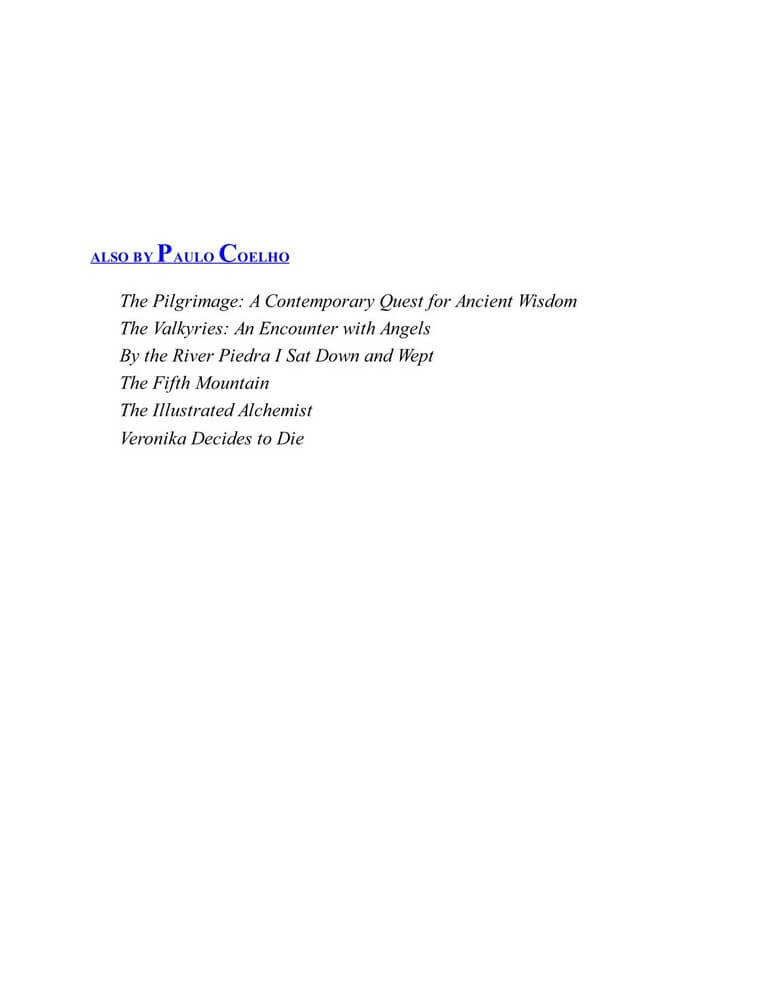 ALSO BY PAULO COELHO
The Pilgrimage: A Contemporary Quest for Ancient Wisdom
The Valkyries: An Encounter with Angels
By the River Piedra I Sat Down and Wept
The Fifth Mountain
The Illustrated Alchemist
Veronika Decides to Die